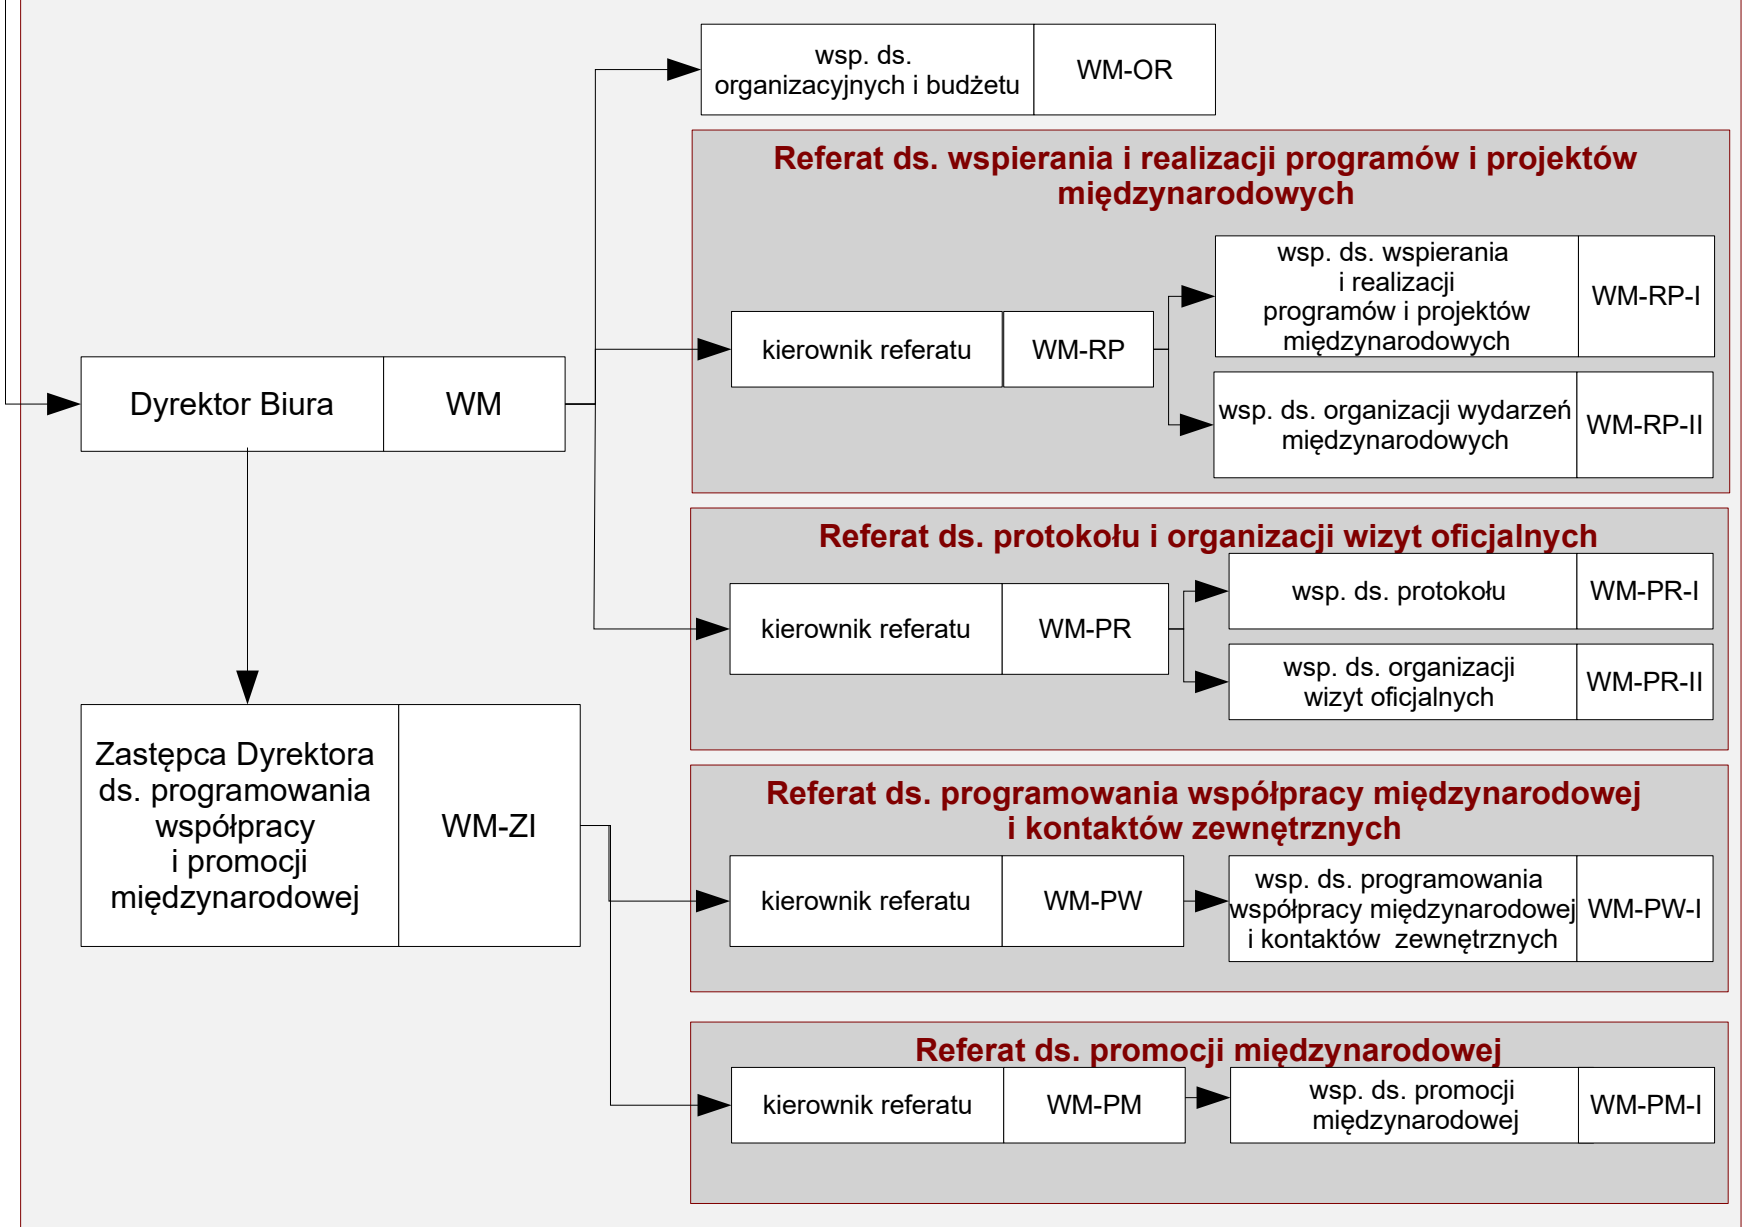 wsp. ds.
organizacyjnych i budżetu
WM-OR
Referat ds. wspierania i realizacji programów i projektów
międzynarodowych
wsp. ds. wspierania
i realizacji
programów i projektów
międzynarodowych
WM-RP-I
kierownik referatu
WM-RP
wsp. ds. organizacji wydarzeń
międzynarodowych
WM-RP-II
Dyrektor Biura
WM
Referat ds. protokołu i organizacji wizyt oficjalnych
wsp. ds. protokołu
WM-PR-I
kierownik referatu
WM-PR
wsp. ds. organizacji
wizyt oficjalnych
WM-PR-II
Zastępca Dyrektora
ds. programowania
współpracy
i promocji
międzynarodowej
WM-ZI
Referat ds. programowania współpracy międzynarodowej
i kontaktów zewnętrznych
kierownik referatu
WM-PW
wsp. ds. programowania
współpracy międzynarodowej
i kontaktów  zewnętrznych
WM-PW-I
Referat ds. promocji międzynarodowej
kierownik referatu
WM-PM
wsp. ds. promocji
międzynarodowej
WM-PM-I